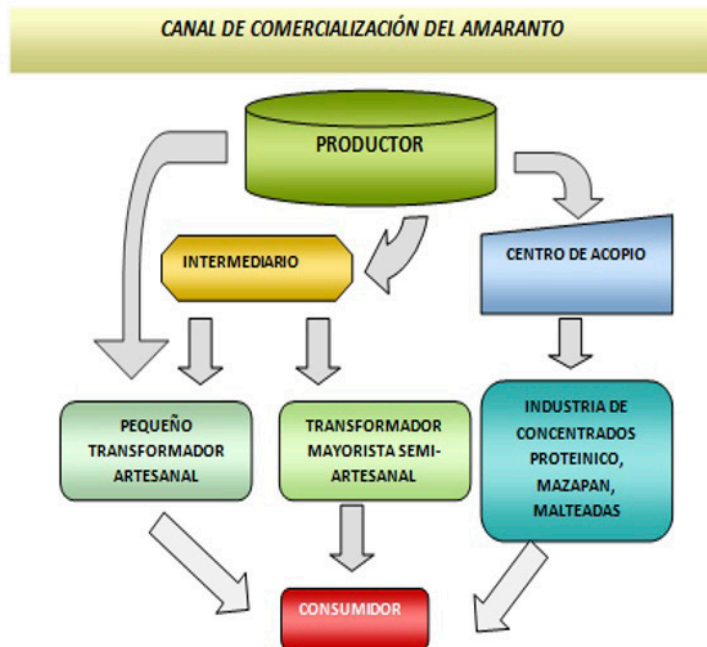 CANAL DE COMERCIALIZACIÓN DEL AMARANTO
PRODUCTOR
INTERMEDIARIO
CENTRO DE ACOPIO
PEQUEÑO
TRANSFORMADOR
ARTESANAL
TRANSFORMADOR
MAYORISTA SEMI-
ARTESANAL
INDUSTRIA DE
CONCENTRADOS
PROTEINICO,
MAZAPAN,
MALTEADAS
CONSUMIDOR